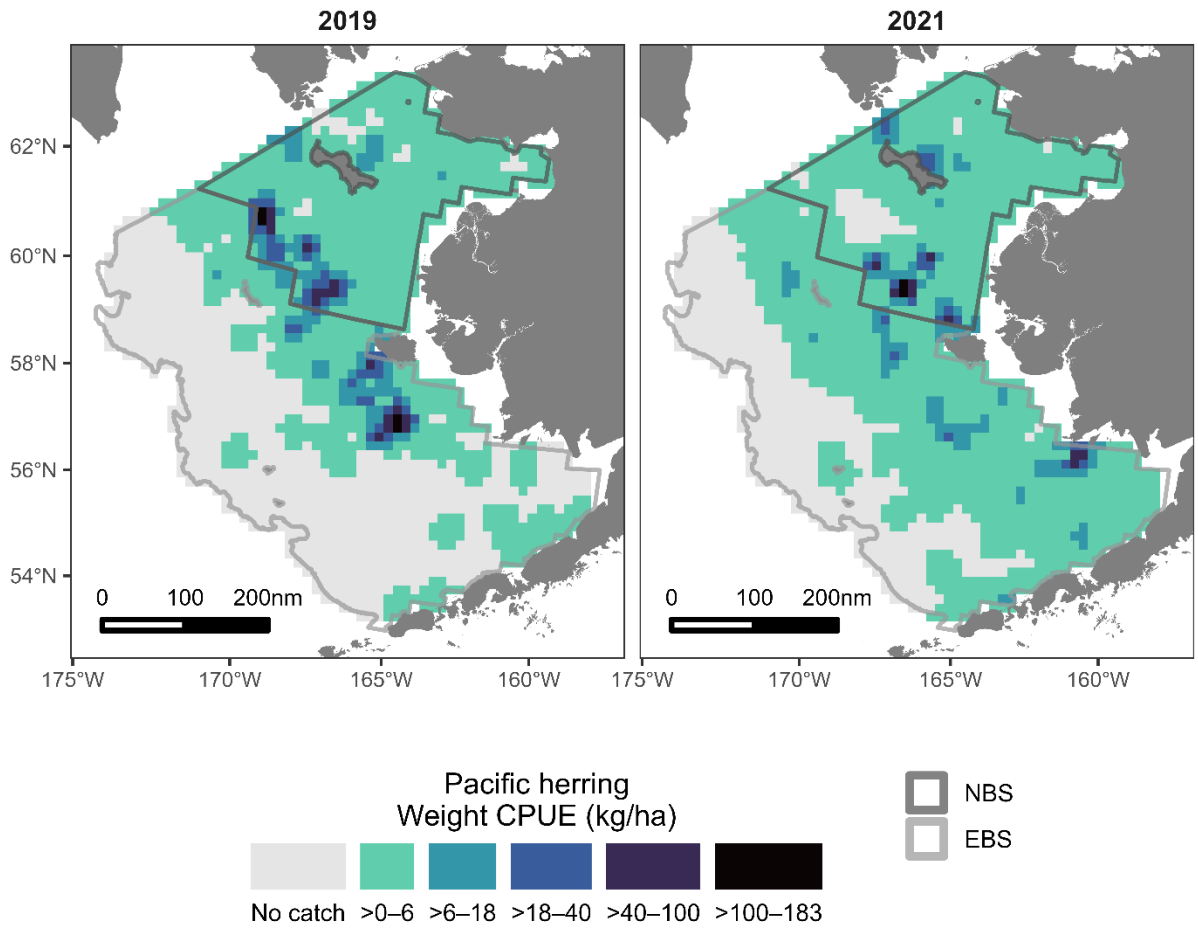 2019
2021
62°N
60°N
58°N
56°N
54°N
0 100 200nm
0 100 200nm
175°W 170°W 165°W 160°W
175°W 170°W 165°W 160°W
Pacific herring
Weight CPUE (kg/ha)
No catch >0–6 >6–18 >18–40 >40–100 >100–183
NBS
EBS